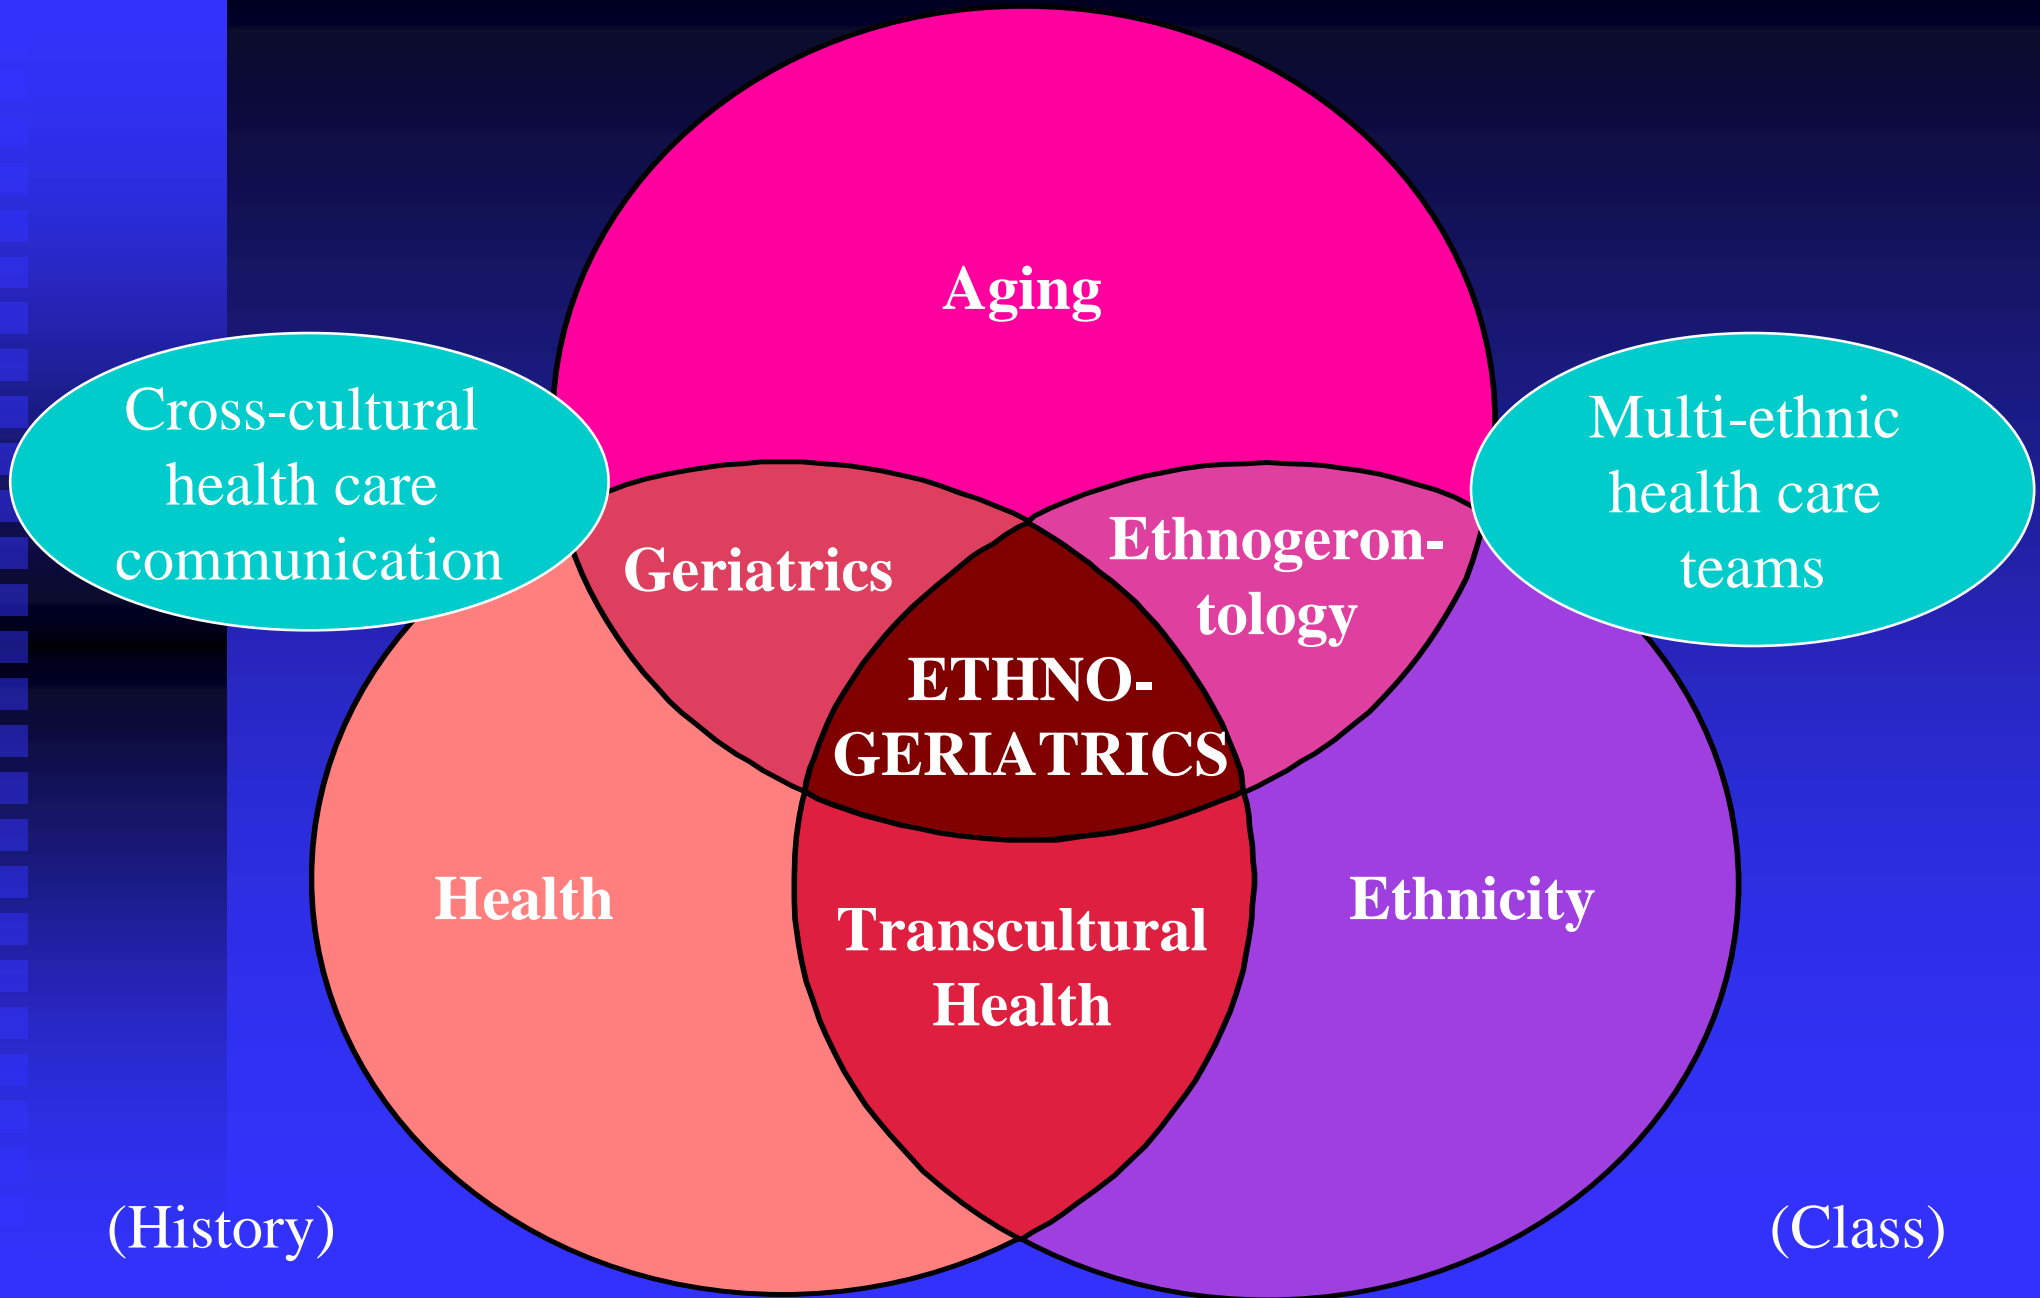 Aging
Cross-cultural
health care
communication
Multi-ethnic
health care
teams
Geriatrics
Ethnogeron-
tology
ETHNO-
GERIATRICS
Health
Transcultural
Health
Ethnicity
(History)
(Class)